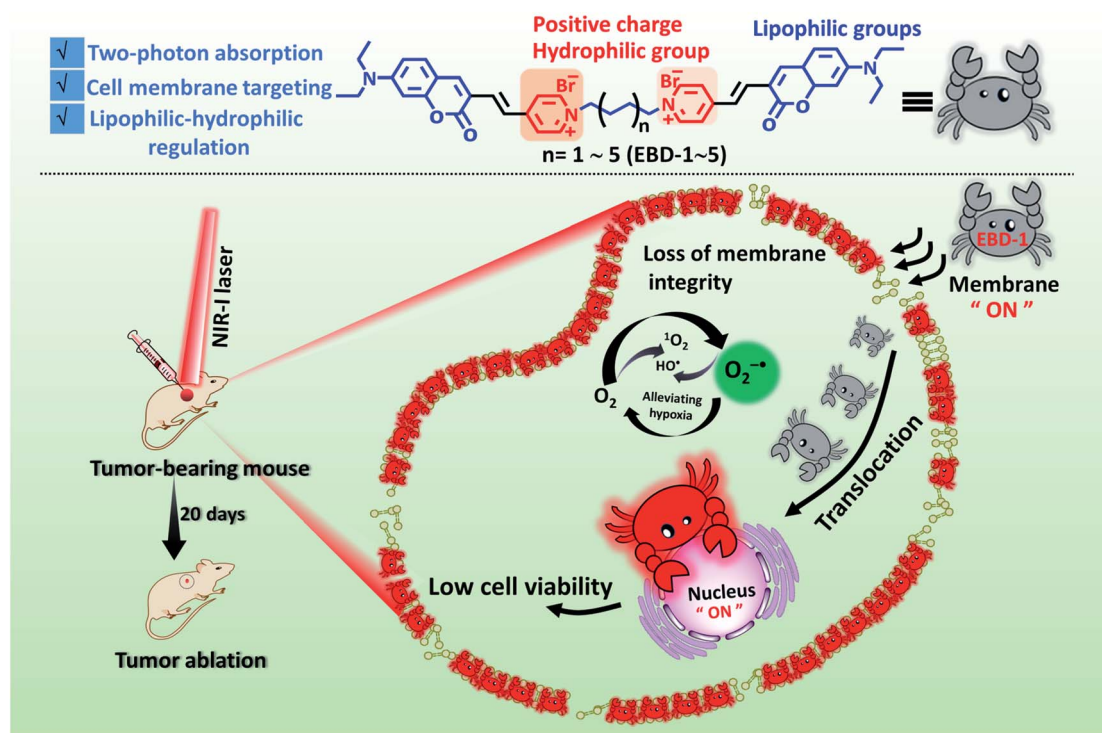 √ Two-photon absorption
√ Cell membrane targeting
√ Lipophilic-hydrophilic
regulation
Positive charge
Hydrophilic group
Lipophilic groups
N
O
O
Br−
N
+
n
Br−
N
+
O
O
N
n= 1 ~ 5 (EBD-1~5)
NIR-I laser
Tumor-bearing mouse
20 days
Tumor ablation
Loss of membrane
integrity
¹O₂
HO•
O₂
O₂⁻•
Alleviating
hypoxia
EBD-1
Membrane
“ ON ”
Translocation
Nucleus
“ ON ”
Low cell viability